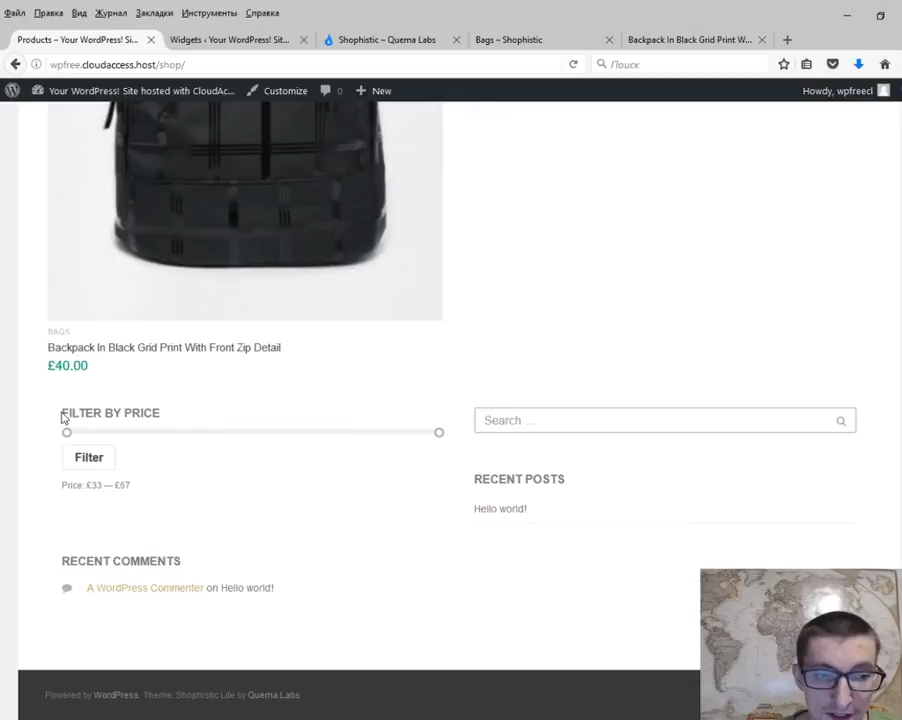 Файл Правка Вид Журнал Закладки Инструменты Справка
Products – Your WordPress! Si... Widgets ‹ Your WordPress! Sit... Shophistic – Quema Labs Bags – Shophistic Backpack In Black Grid Print W...
wpfree.cloudaccess.host/shop/ Поиск
Your WordPress! Site hosted with CloudAc... Customize 0 New Howdy, wpfreecl
BAGS
Backpack In Black Grid Print With Front Zip Detail
£40.00
FILTER BY PRICE
Filter
Price: £33 — £67
RECENT COMMENTS
A WordPress Commenter on Hello world!
Search …
RECENT POSTS
Hello world!
Powered by WordPress. Theme, Shophistic Lite by Quema Labs